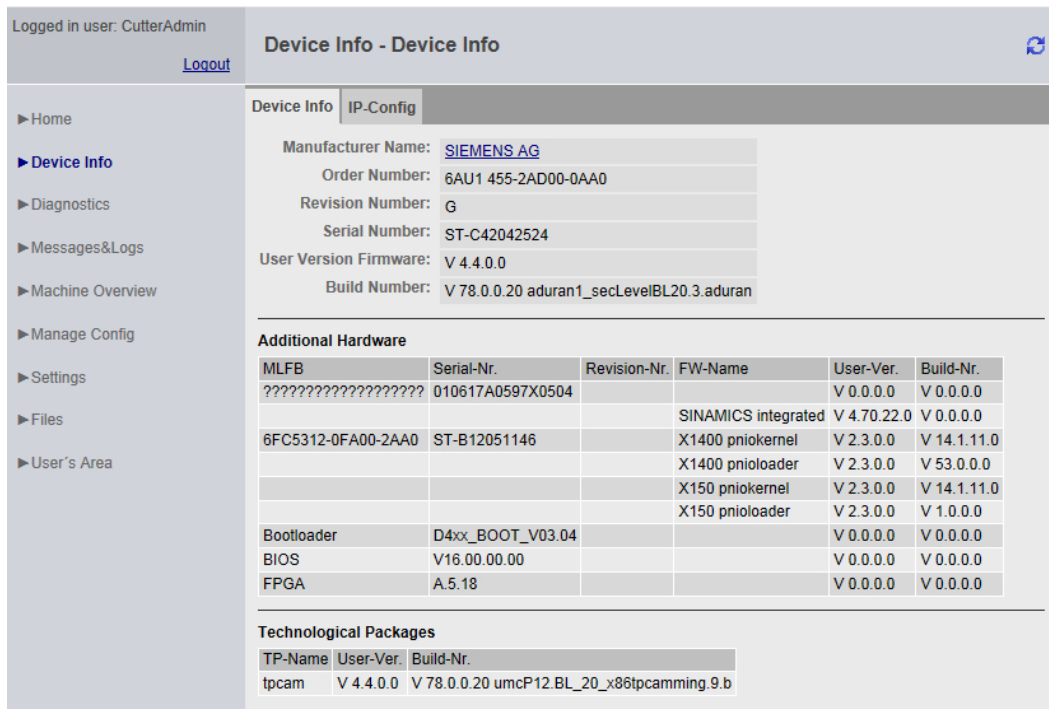 Logged in user: CutterAdmin
Logout
Device Info - Device Info
►Home
►Device Info
►Diagnostics
►Messages&Logs
►Machine Overview
►Manage Config
►Settings
►Files
►User´s Area
Device Info IP-Config
Manufacturer Name: SIEMENS AG
Order Number: 6AU1 455-2AD00-0AA0
Revision Number: G
Serial Number: ST-C42042524
User Version Firmware: V 4.4.0.0
Build Number: V 78.0.0.20 aduran1_secLevelBL20.3.aduran
Additional Hardware
MLFB Serial-Nr. Revision-Nr. FW-Name User-Ver. Build-Nr.
??????????????????? 010617A0597X0504 V 0.0.0.0 V 0.0.0.0
SINAMICS integrated V 4.70.22.0 V 0.0.0.0
6FC5312-0FA00-2AA0 ST-B12051146 X1400 pniokernel V 2.3.0.0 V 14.1.11.0
X1400 pnioloader V 2.3.0.0 V 53.0.0.0
X150 pniokernel V 2.3.0.0 V 14.1.11.0
X150 pnioloader V 2.3.0.0 V 1.0.0.0
Bootloader D4xx_BOOT_V03.04 V 0.0.0.0 V 0.0.0.0
BIOS V16.00.00.00 V 0.0.0.0 V 0.0.0.0
FPGA A.5.18 V 0.0.0.0 V 0.0.0.0
Technological Packages
TP-Name User-Ver. Build-Nr.
tpcam V 4.4.0.0 V 78.0.0.20 umcP12.BL_20_x86tpcamming.9.b